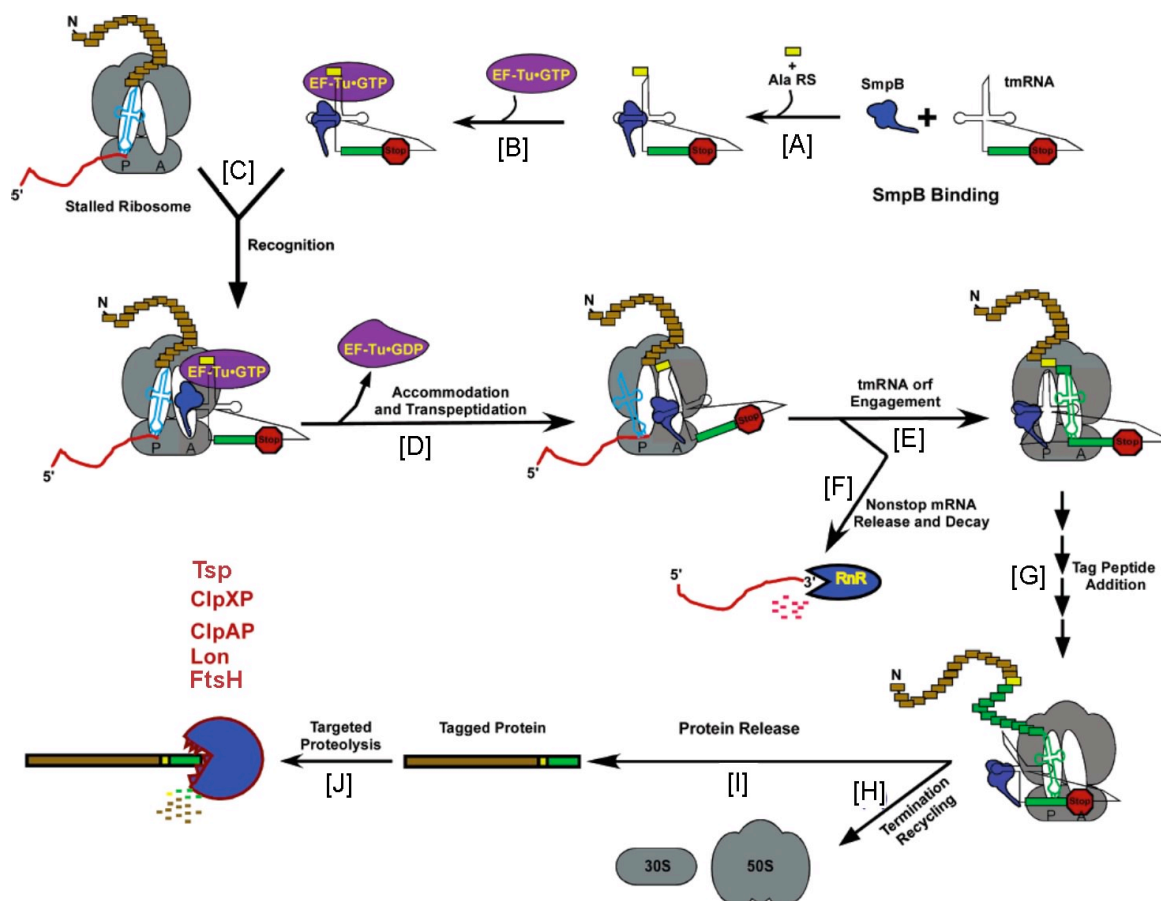 N
EF-Tu•GTP
EF-Tu•GTP
+
Ala RS
SmpB
+
tmRNA
Stop
Stop
Stop
[B]
[A]
P A
5'
Stalled Ribosome
[C]
SmpB Binding
Recognition
N
EF-Tu•GTP
Stop
P A
5'
EF-Tu•GDP
Accommodation
and Transpeptidation
[D]
N
Stop
P A
5'
tmRNA orf
Engagement
[E]
N
Stop
P A
[F]
Nonstop mRNA
Release and Decay
5'
3'
RnR
[G]
Tag Peptide
Addition
Tsp
ClpXP
ClpAP
Lon
FtsH
Targeted
Proteolysis
[J]
Tagged Protein
Protein Release
[I]
[H]
Termination
Recycling
30S
50S
N
Stop
P A